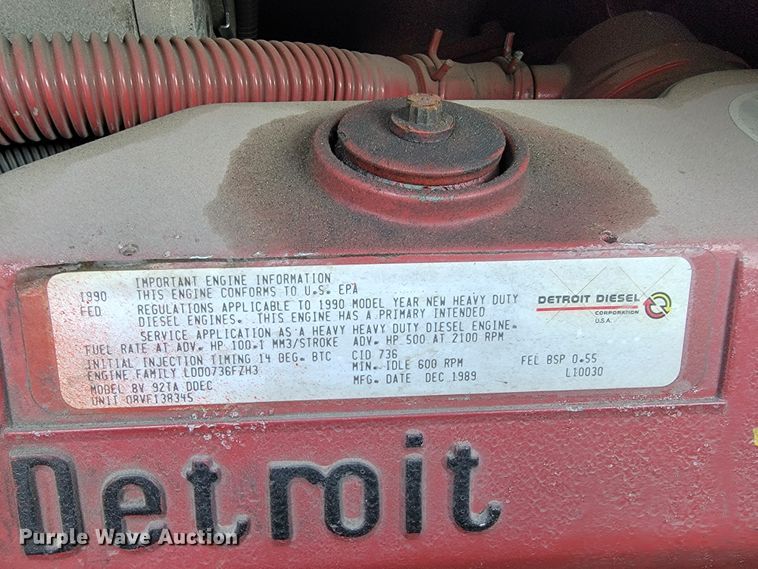 IMPORTANT ENGINE INFORMATION
1990 THIS ENGINE CONFORMS TO U.S. EPA
FED REGULATIONS APPLICABLE TO 1990 MODEL YEAR NEW HEAVY DUTY
DIESEL ENGINES. THIS ENGINE HAS A PRIMARY INTENDED
SERVICE APPLICATION AS A HEAVY HEAVY DUTY DIESEL ENGINE.
FUEL RATE AT ADV. HP 100.1 MM3/STROKE ADV. HP 500 AT 2100 RPM
INITIAL INJECTION TIMING 14 DEG. BTC CID 736 FEL BSP 0.55
ENGINE FAMILY LDD0736FZH3 MIN. IDLE 600 RPM L10030
MODEL 8V 92TA DDEC MFG. DATE DEC 1989
UNIT 08VF138345
DETROIT DIESEL
CORPORATION
U.S.A.
Detroit
Purple Wave Auction